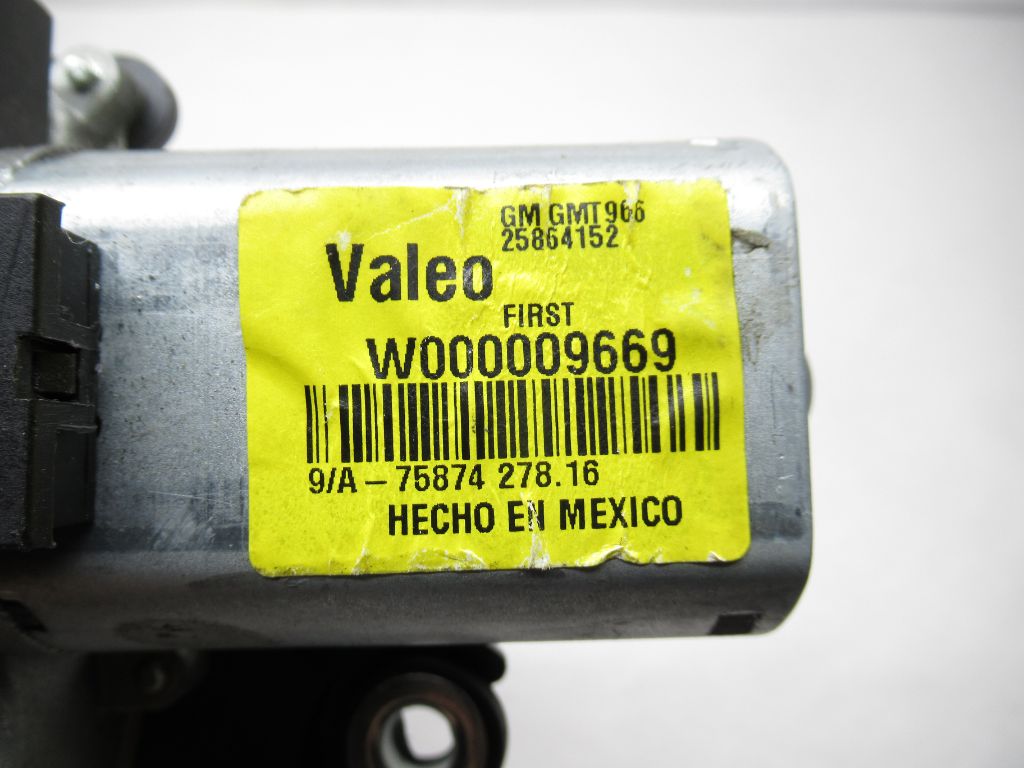 GM GMT966
25864152
Valeo
FIRST
W000009669
9/A – 75874 278.16
HECHO EN MEXICO